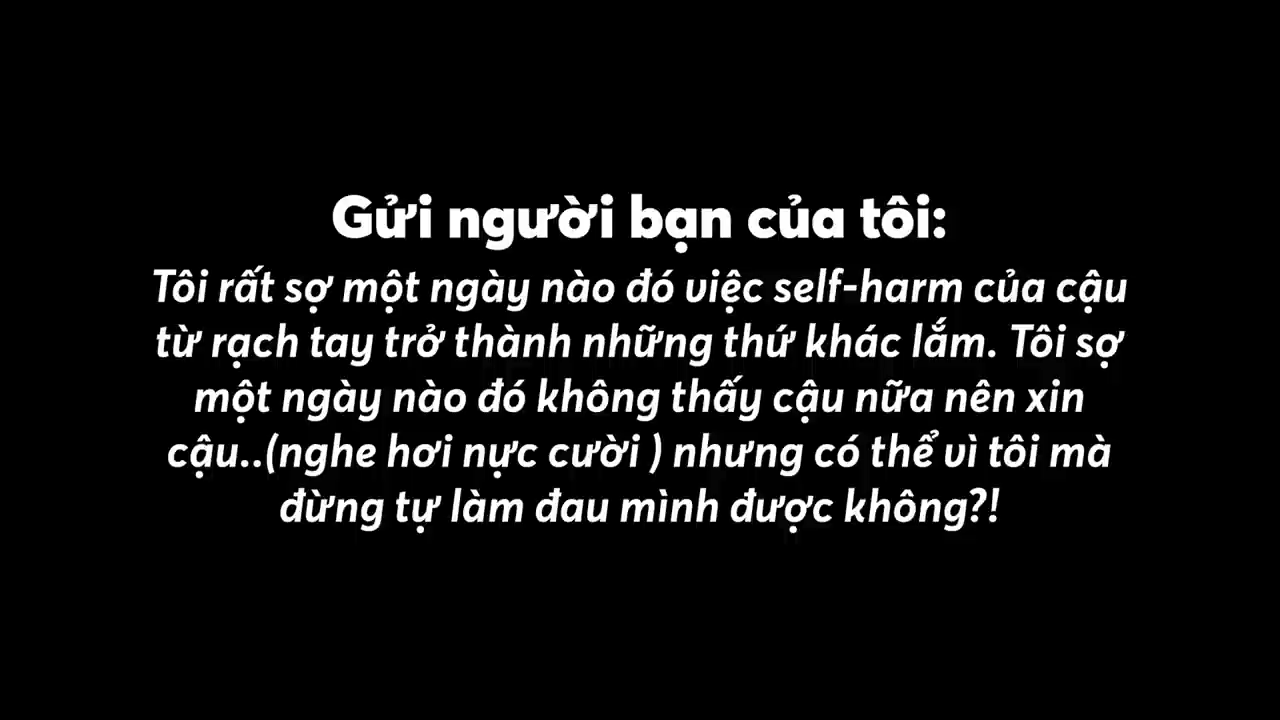 Gửi người bạn của tôi:
Tôi rất sợ một ngày nào đó việc self-harm của cậu
từ rạch tay trở thành những thứ khác lắm. Tôi sợ
một ngày nào đó không thấy cậu nữa nên xin
cậu..(nghe hơi nực cười ) nhưng có thể vì tôi mà
đừng tự làm đau mình được không?!